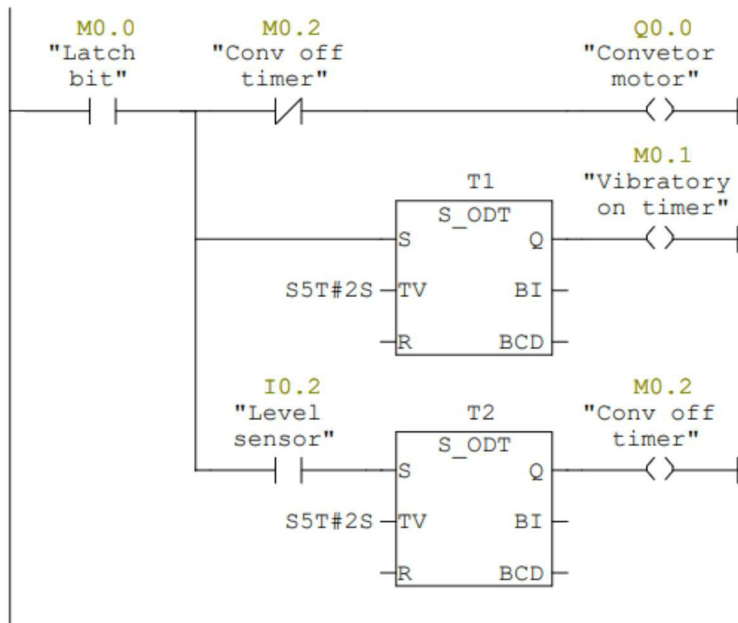 M0.0 M0.2 Q0.0
"Latch "Conv off "Convetor
bit" timer" motor"
M0.1
T1 "Vibratory
S_ODT on timer"
S Q
S5T#2S TV BI
R BCD
I0.2 M0.2
"Level T2 "Conv off
sensor" S_ODT timer"
S Q
S5T#2S TV BI
R BCD